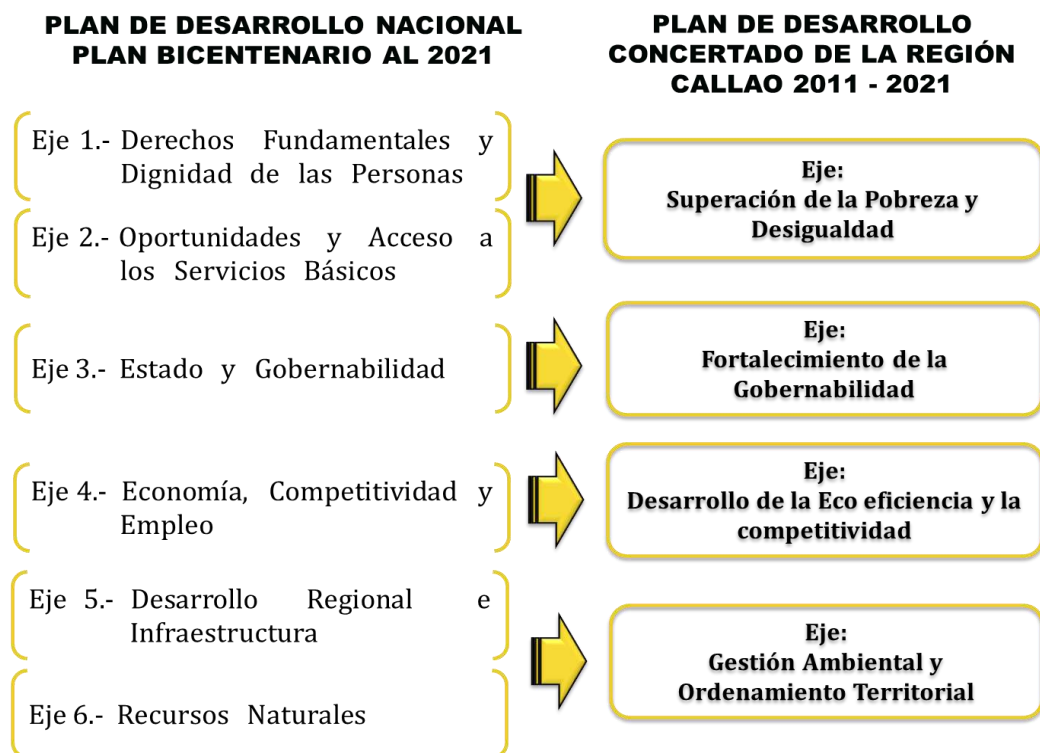 PLAN DE DESARROLLO NACIONAL
PLAN BICENTENARIO AL 2021
Eje 1.- Derechos Fundamentales y
Dignidad de las Personas
Eje 2.- Oportunidades y Acceso a
los Servicios Básicos
Eje 3.- Estado y Gobernabilidad
Eje 4.- Economía, Competitividad y
Empleo
Eje 5.- Desarrollo Regional e
Infraestructura
Eje 6.- Recursos Naturales
PLAN DE DESARROLLO
CONCERTADO DE LA REGIÓN
CALLAO 2011 - 2021
Eje:
Superación de la Pobreza y
Desigualdad
Eje:
Fortalecimiento de la
Gobernabilidad
Eje:
Desarrollo de la Eco eficiencia y la
competitividad
Eje:
Gestión Ambiental y
Ordenamiento Territorial